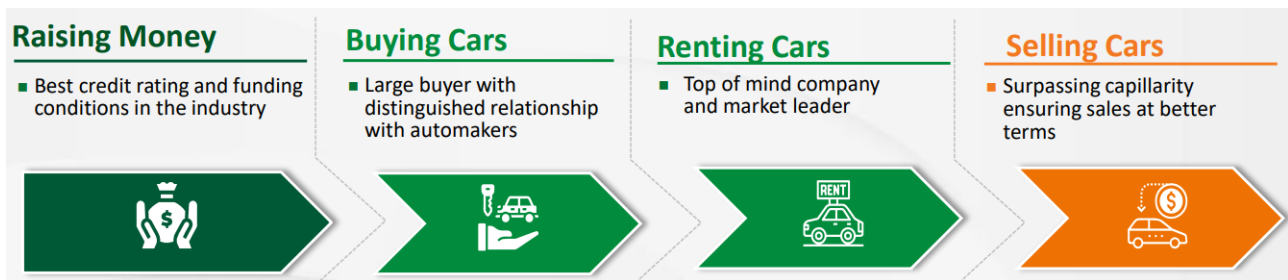 Raising Money
■ Best credit rating and funding
conditions in the industry
Buying Cars
■ Large buyer with
distinguished relationship
with automakers
Renting Cars
■ Top of mind company
and market leader
Selling Cars
■ Surpassing capillarity
ensuring sales at better
terms
$
RENT
$